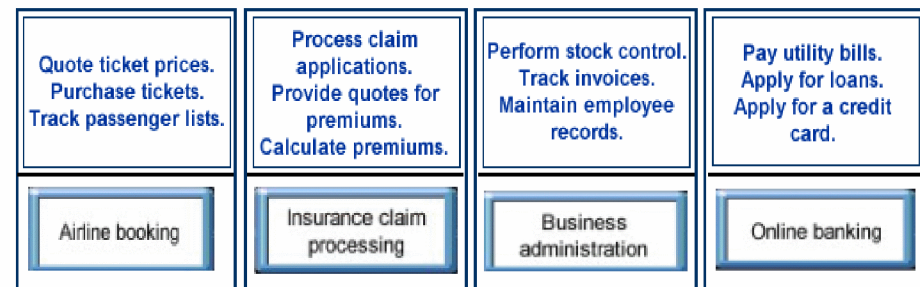 Quote ticket prices.
Purchase tickets.
Track passenger lists.
Airline booking
Process claim
applications.
Provide quotes for
premiums.
Calculate premiums.
Insurance claim
processing
Perform stock control.
Track invoices.
Maintain employee
records.
Business
administration
Pay utility bills.
Apply for loans.
Apply for a credit
card.
Online banking